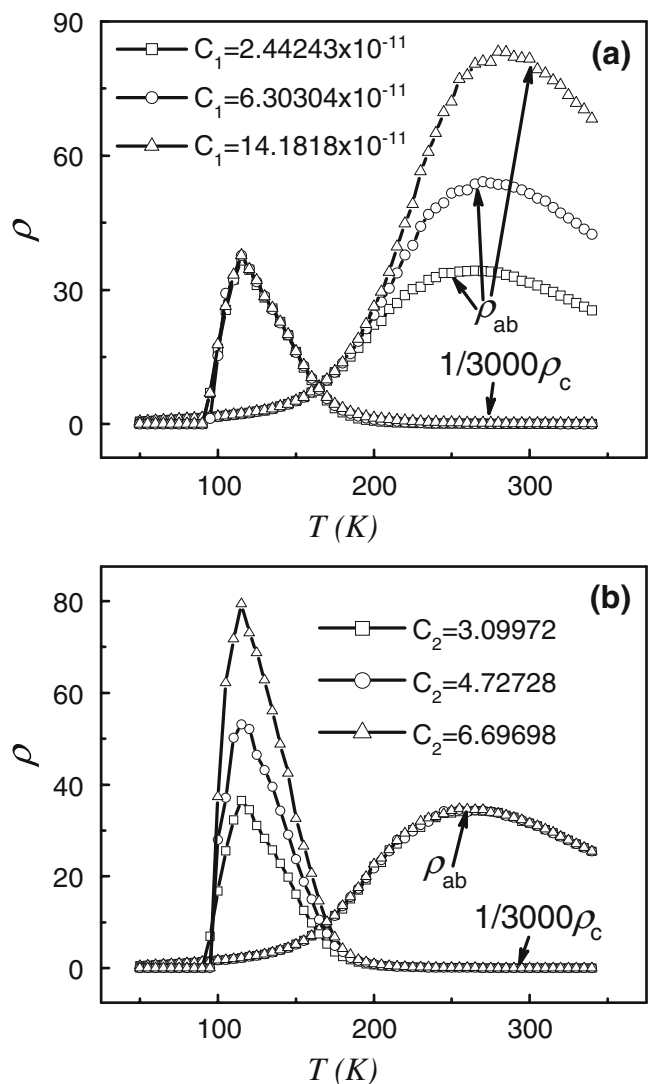 (a)
C₁=2.44243x10⁻¹¹
C₁=6.30304x10⁻¹¹
C₁=14.1818x10⁻¹¹
90
60
30
0
ρ
ρab
1/3000ρc
100 200 300
T (K)
(b)
C₂=3.09972
C₂=4.72728
C₂=6.69698
80
60
40
20
0
ρ
ρab
1/3000ρc
100 200 300
T (K)